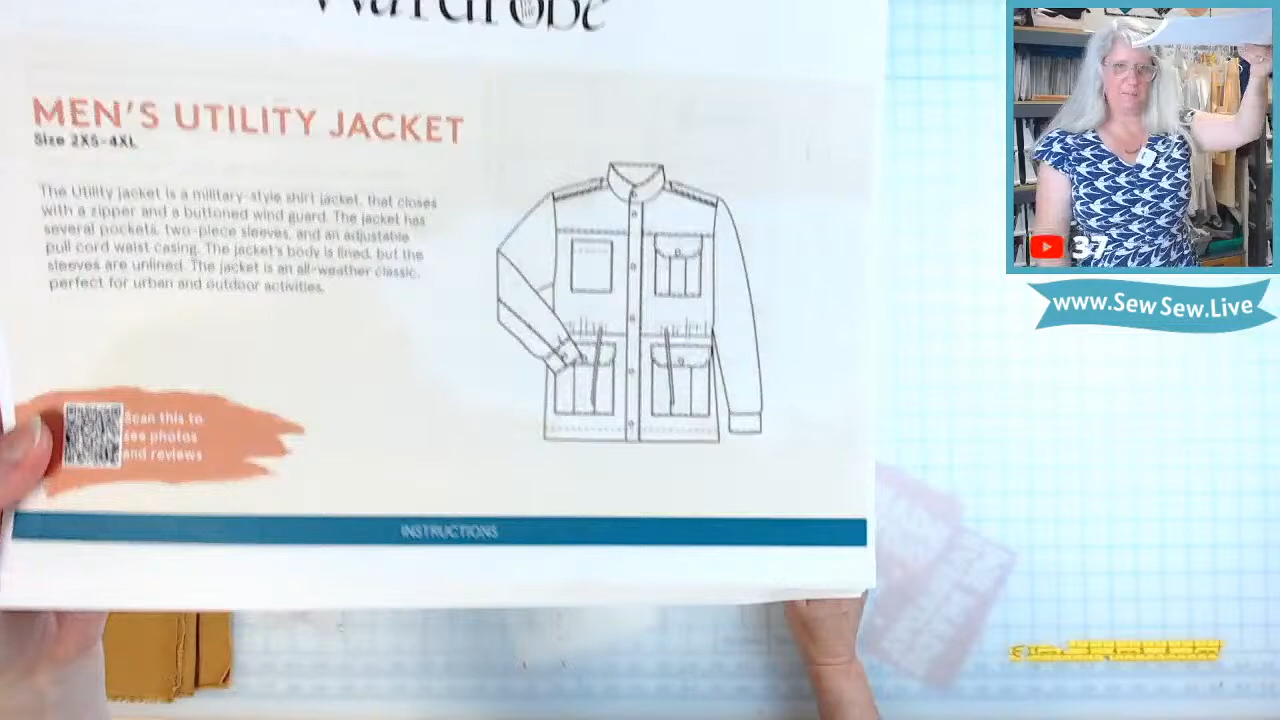 Wardrobe
MEN'S UTILITY JACKET
Size 2XS-4XL
The Utility jacket is a military-style shirt jacket, that closes
with a zipper and a buttoned wind guard. The jacket has
several pockets, two-piece sleeves, and an adjustable
pull cord waist casing. The jacket's body is lined, but the
sleeves are unlined. The jacket is an all-weather classic,
perfect for urban and outdoor activities.
Scan this to
see photos
and reviews
INSTRUCTIONS
37
www.SewSew.Live